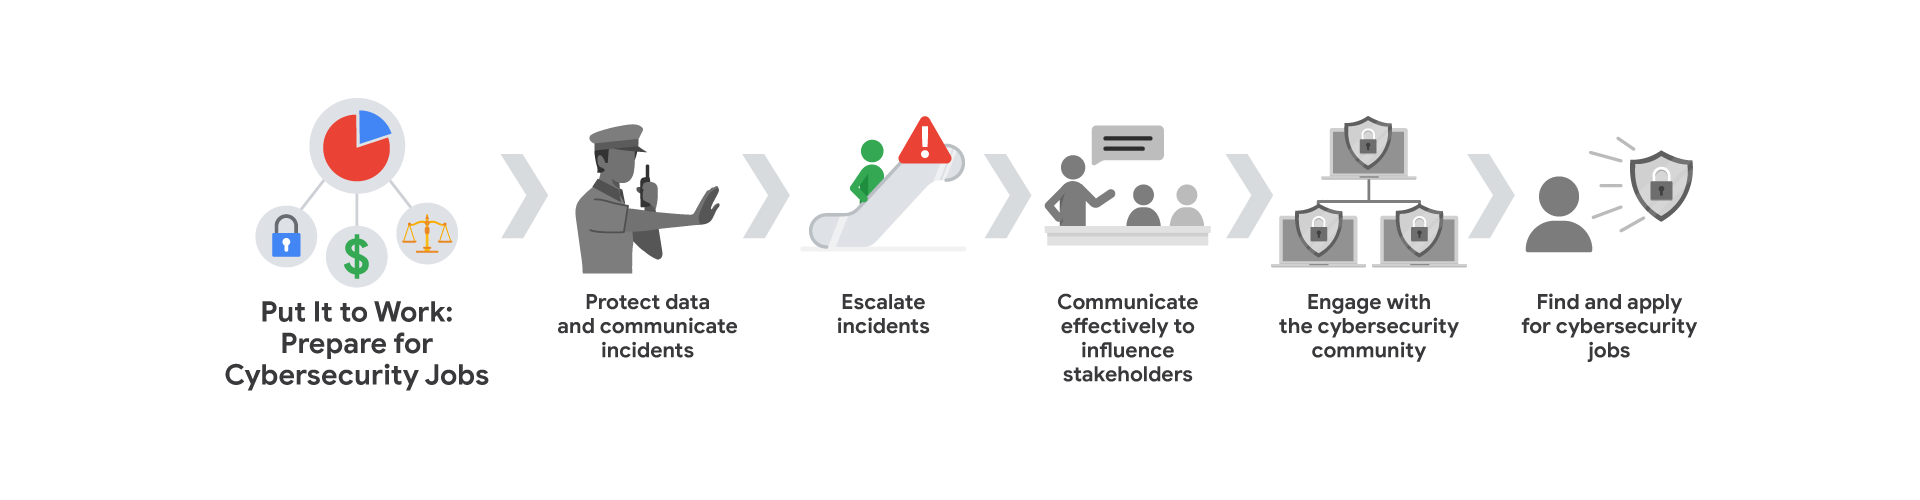 Put It to Work:
Prepare for
Cybersecurity Jobs
Protect data
and communicate
incidents
Escalate
incidents
Communicate
effectively to
influence
stakeholders
Engage with
the cybersecurity
community
Find and apply
for cybersecurity
jobs